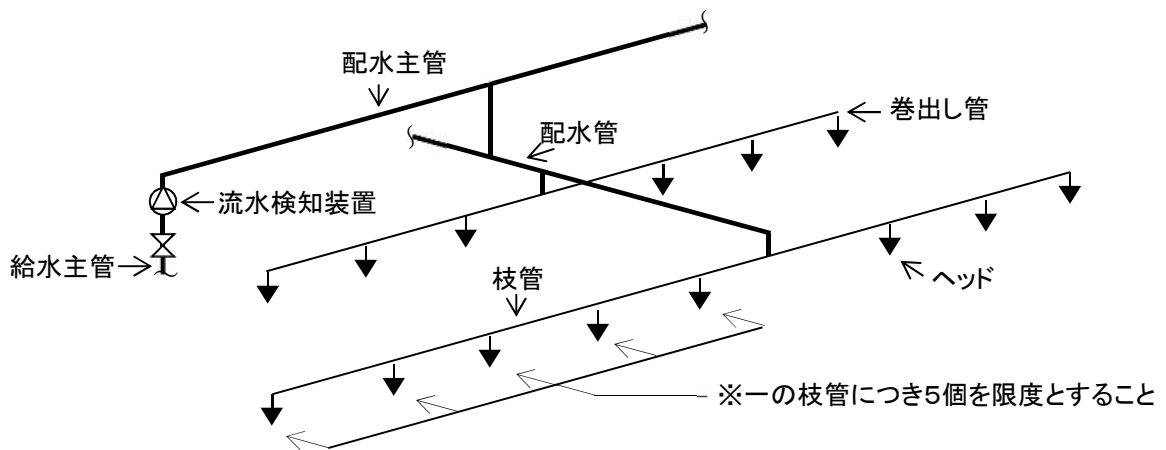 配水主管
巻出し管
配水管
流水検知装置
給水主管
枝管
ヘッド
※一の枝管につき5個を限度とすること